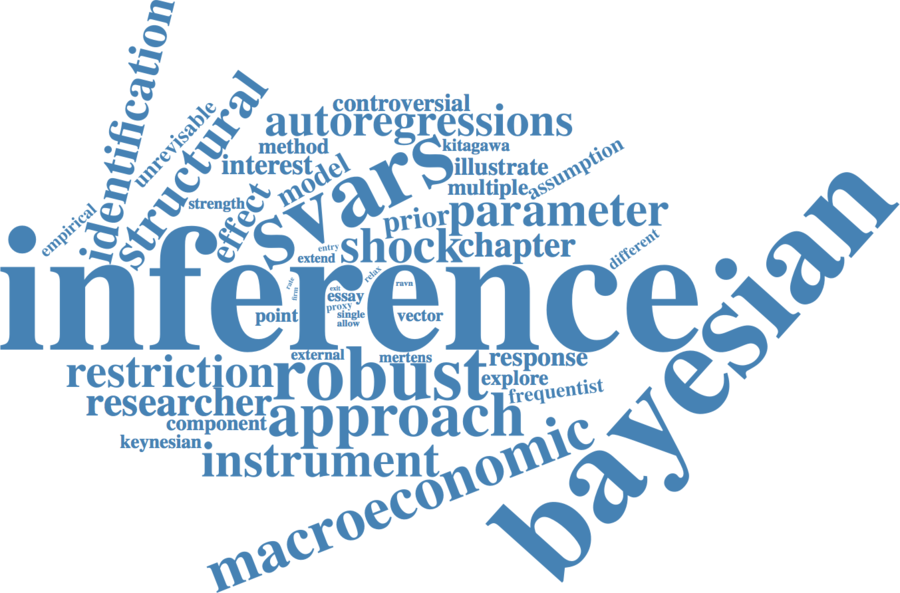 identification
unrevisable
structural
empirical
controversial
autoregressions
method
kitagawa
interest
model
svars
illustrate
multiple
assumption
strength
effect
prior
parameter
shock
chapter
different
entry
extend
inference
bayesian
rate
firm
exit
relax
ravn
essay
proxy
single
allow
point
vector
external
mertens
response
restriction
robust
explore
frequentist
researcher
approach
component
keynesian
instrument
macroeconomic